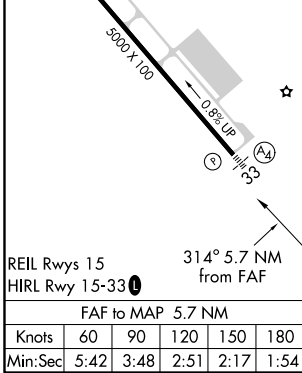 5000 X 100
0.8% UP
P
A4
33
314° 5.7 NM
from FAF
REIL Rwys 15
HIRL Rwy 15-33 L
FAF to MAP 5.7 NM
Knots 60 90 120 150 180
Min:Sec 5:42 3:48 2:51 2:17 1:54